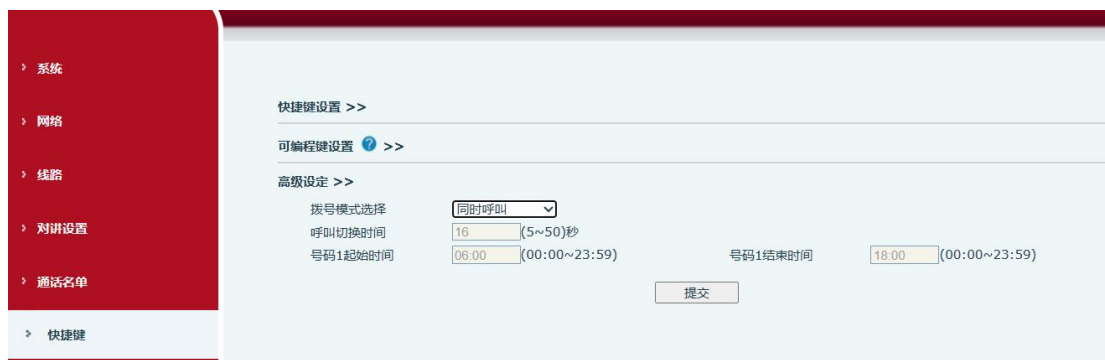 系统
网络
线路
对讲设置
通话名单
快捷键
快捷键设置 >>
可编程键设置 ? >>
高级设定 >>
拨号模式选择 同时呼叫
呼叫切换时间 16 (5~50)秒
号码1起始时间 06:00 (00:00~23:59) 号码1结束时间 18:00 (00:00~23:59)
提交